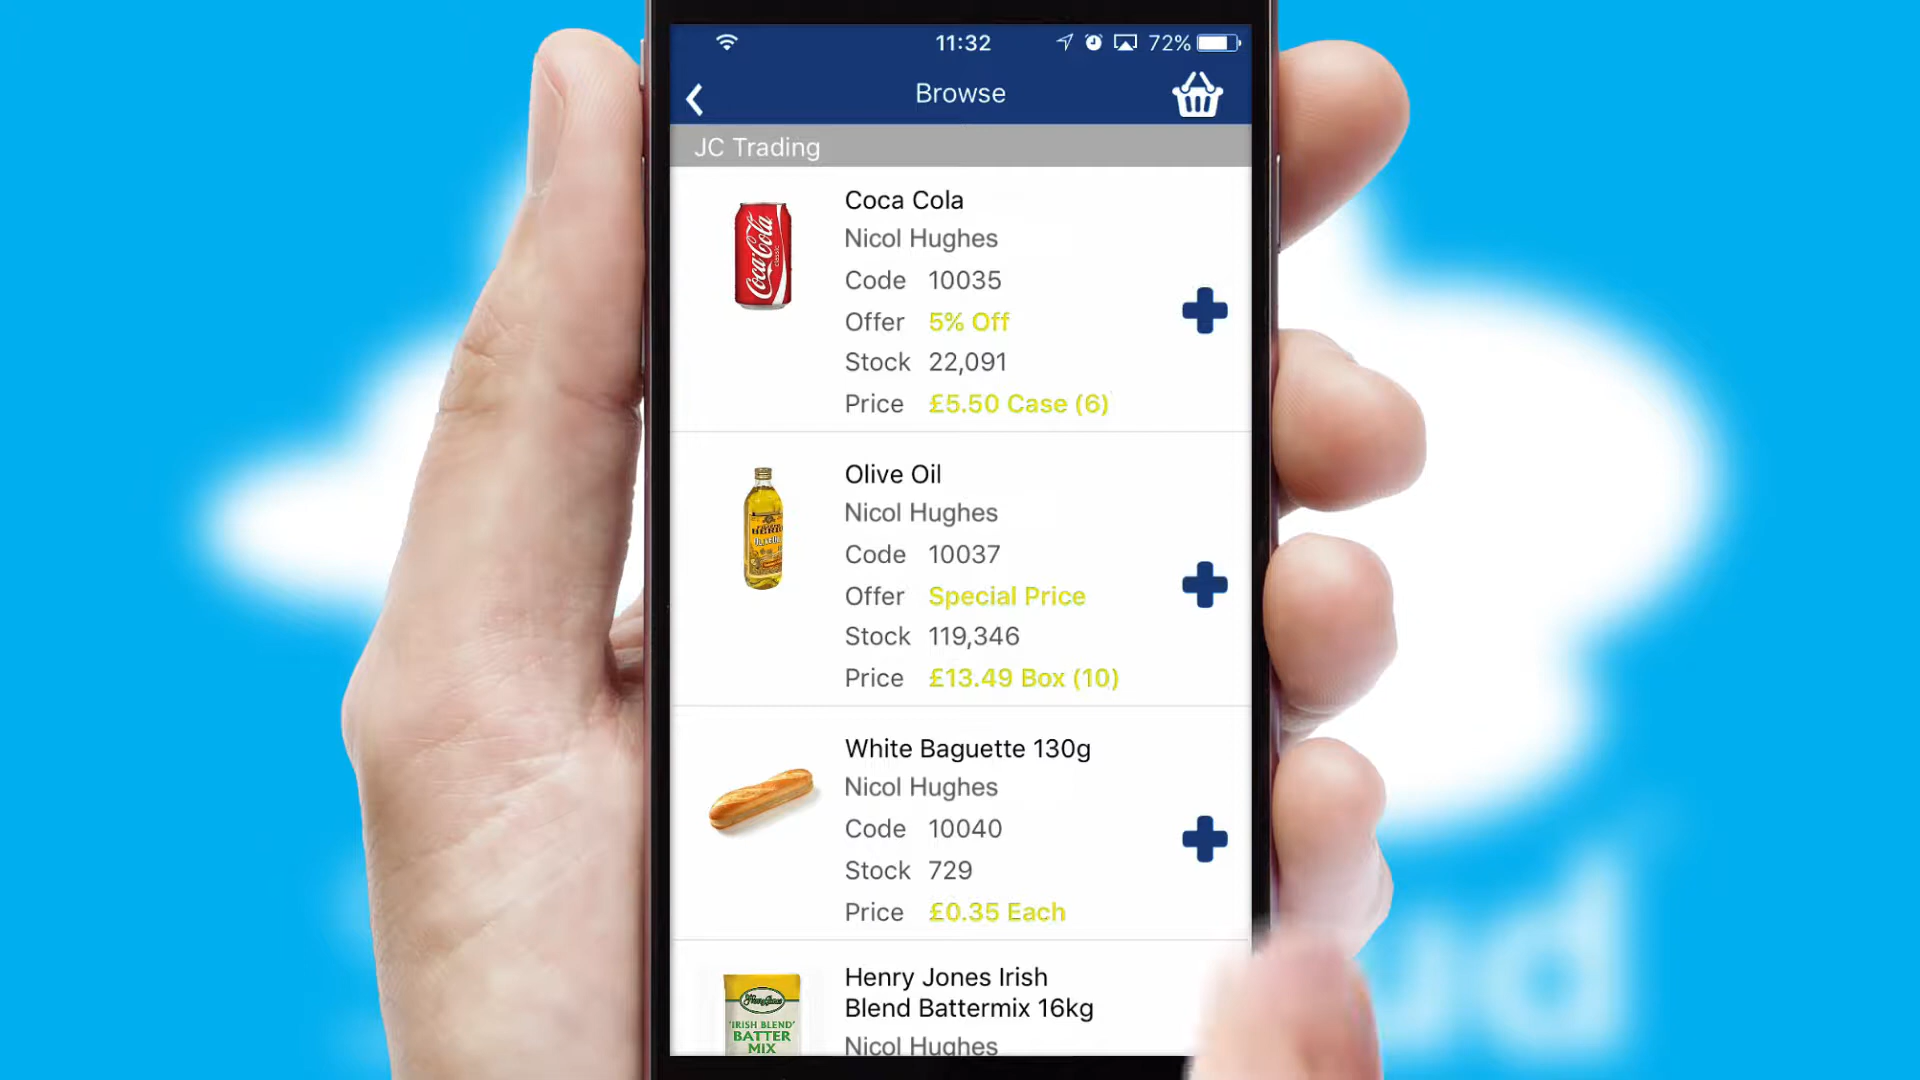 11:32
72%
Browse
JC Trading
Coca Cola
Nicol Hughes
Code 10035
Offer 5% Off
Stock 22,091
Price £5.50 Case (6)
Coca-Cola
classic
Olive Oil
Nicol Hughes
Code 10037
Offer Special Price
Stock 119,346
Price £13.49 Box (10)
White Baguette 130g
Nicol Hughes
Code 10040
Stock 729
Price £0.35 Each
Henry Jones Irish
Blend Battermix 16kg
Nicol Hughes
'IRISH BLEND'
BATTER
MIX